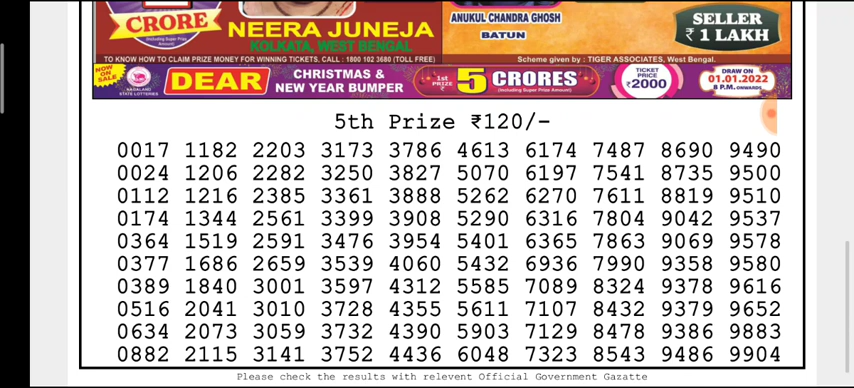 CRORE
(Including Super Prize Amount)
NEERA JUNEJA
KOLKATA, WEST BENGAL
ANUKUL CHANDRA GHOSH
BATUN
SELLER
₹ 1 LAKH
TO KNOW HOW TO CLAIM PRIZE MONEY FOR WINNING TICKETS, CALL : 1800 102 3680 (TOLL FREE)
Scheme given by : TIGER ASSOCIATES, West Bengal.
NOW ON SALE
NAGALAND STATE LOTTERIES
DEAR
CHRISTMAS &
NEW YEAR BUMPER
1st PRIZE ₹ 5 CRORES
(Including Super Prize Amount)
TICKET PRICE
₹2000
DRAW ON
01.01.2022
8 P.M. ONWARDS
5th Prize ₹120/-
0017 1182 2203 3173 3786 4613 6174 7487 8690 9490
0024 1206 2282 3250 3827 5070 6197 7541 8735 9500
0112 1216 2385 3361 3888 5262 6270 7611 8819 9510
0174 1344 2561 3399 3908 5290 6316 7804 9042 9537
0364 1519 2591 3476 3954 5401 6365 7863 9069 9578
0377 1686 2659 3539 4060 5432 6936 7990 9358 9580
0389 1840 3001 3597 4312 5585 7089 8324 9378 9616
0516 2041 3010 3728 4355 5611 7107 8432 9379 9652
0634 2073 3059 3732 4390 5903 7129 8478 9386 9883
0882 2115 3141 3752 4436 6048 7323 8543 9486 9904
Please check the results with relevent Official Government Gazatte